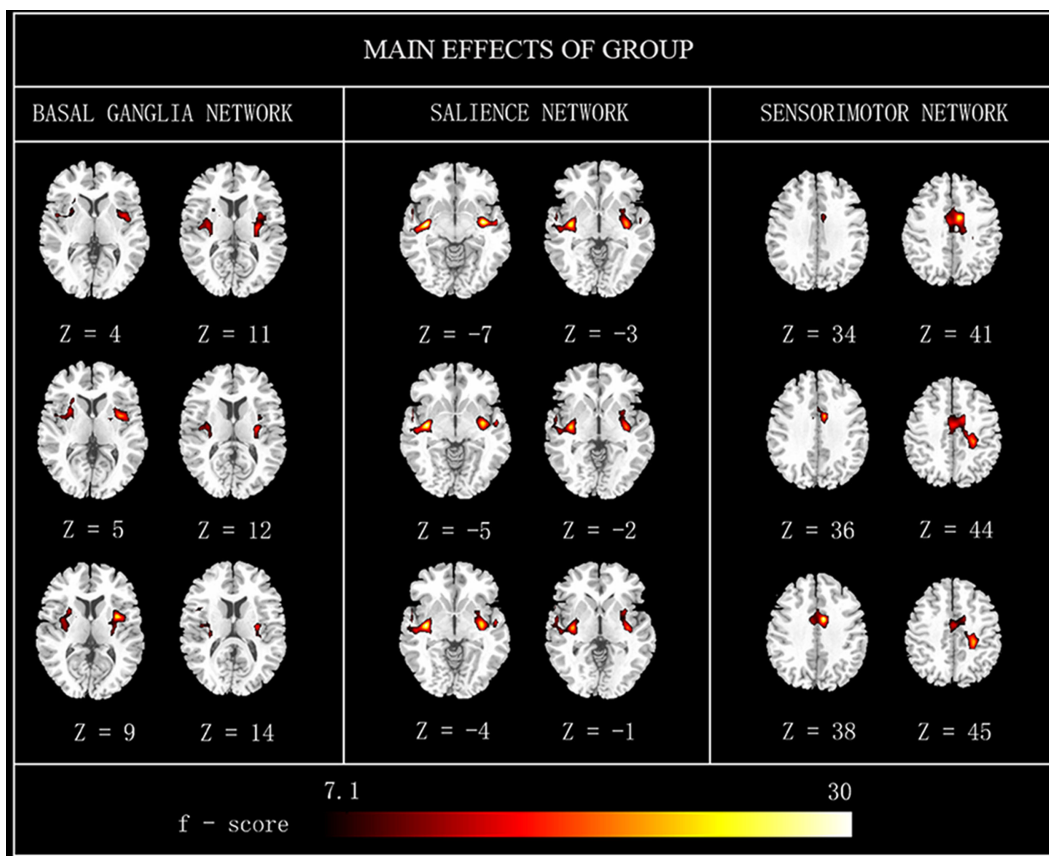 MAIN EFFECTS OF GROUP
BASAL GANGLIA NETWORK
SALIENCE NETWORK
SENSORIMOTOR NETWORK
Z = 4
Z = 11
Z = -7
Z = -3
Z = 34
Z = 41
Z = 5
Z = 12
Z = -5
Z = -2
Z = 36
Z = 44
Z = 9
Z = 14
Z = -4
Z = -1
Z = 38
Z = 45
7.1
30
f - score